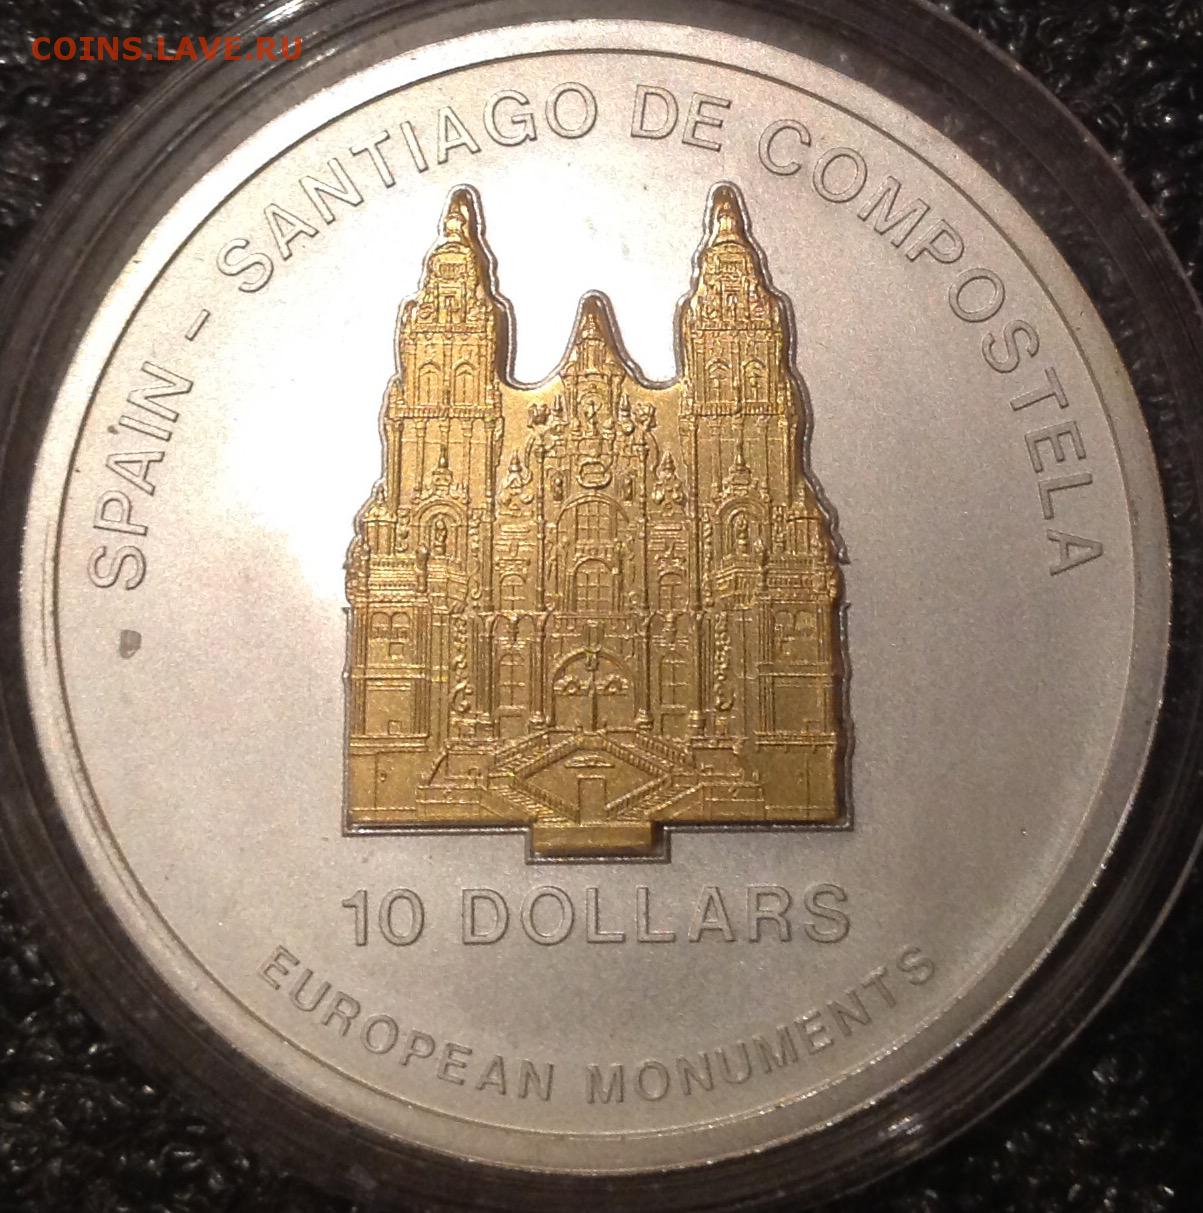 COINS.LAVE.RU
SPAIN - SANTIAGO DE COMPOSTELA
10 DOLLARS
EUROPEAN MONUMENTS